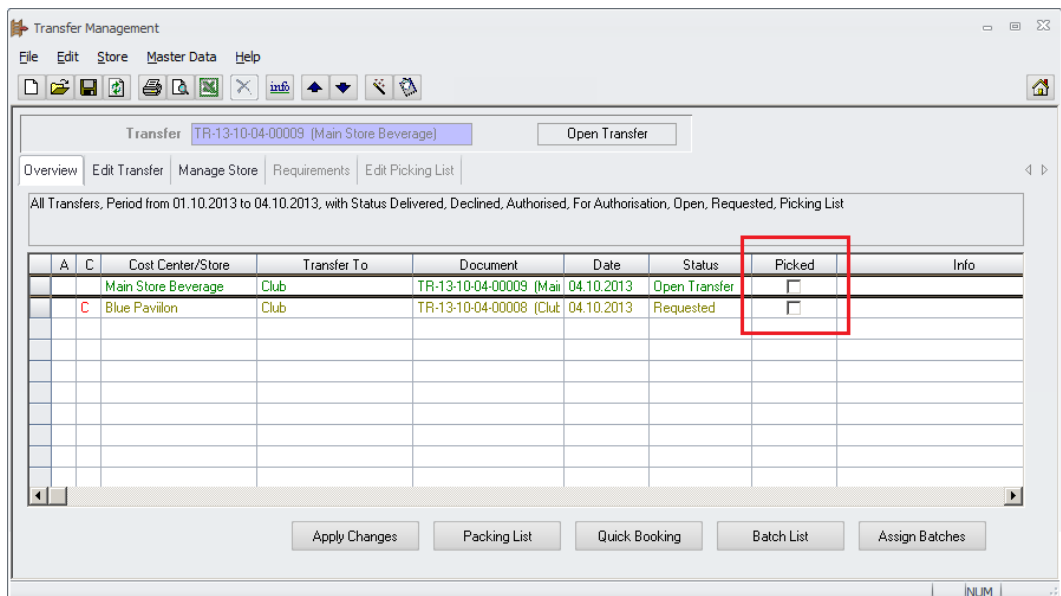 Transfer Management
File Edit Store Master Data Help
info
Transfer TR-13-10-04-00009 (Main Store Beverage) Open Transfer
Overview Edit Transfer Manage Store Requirements Edit Picking List
All Transfers, Period from 01.10.2013 to 04.10.2013, with Status Delivered, Declined, Authorised, For Authorisation, Open, Requested, Picking List
A C Cost Center/Store Transfer To Document Date Status Picked Info
Main Store Beverage Club TR-13-10-04-00009 (Mai 04.10.2013 Open Transfer
C Blue Paviilon Club TR-13-10-04-00008 (Club 04.10.2013 Requested
Apply Changes Packing List Quick Booking Batch List Assign Batches
NUM